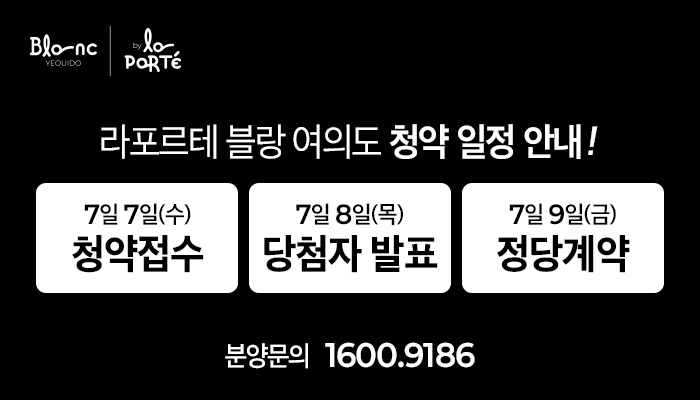 Blanc
YEOUIDO
by la
PORTÉ
라포르테 블랑 여의도 청약 일정 안내!
7일 7일(수)
청약접수
7일 8일(목)
당첨자 발표
7일 9일(금)
정당계약
분양문의 1600.9186